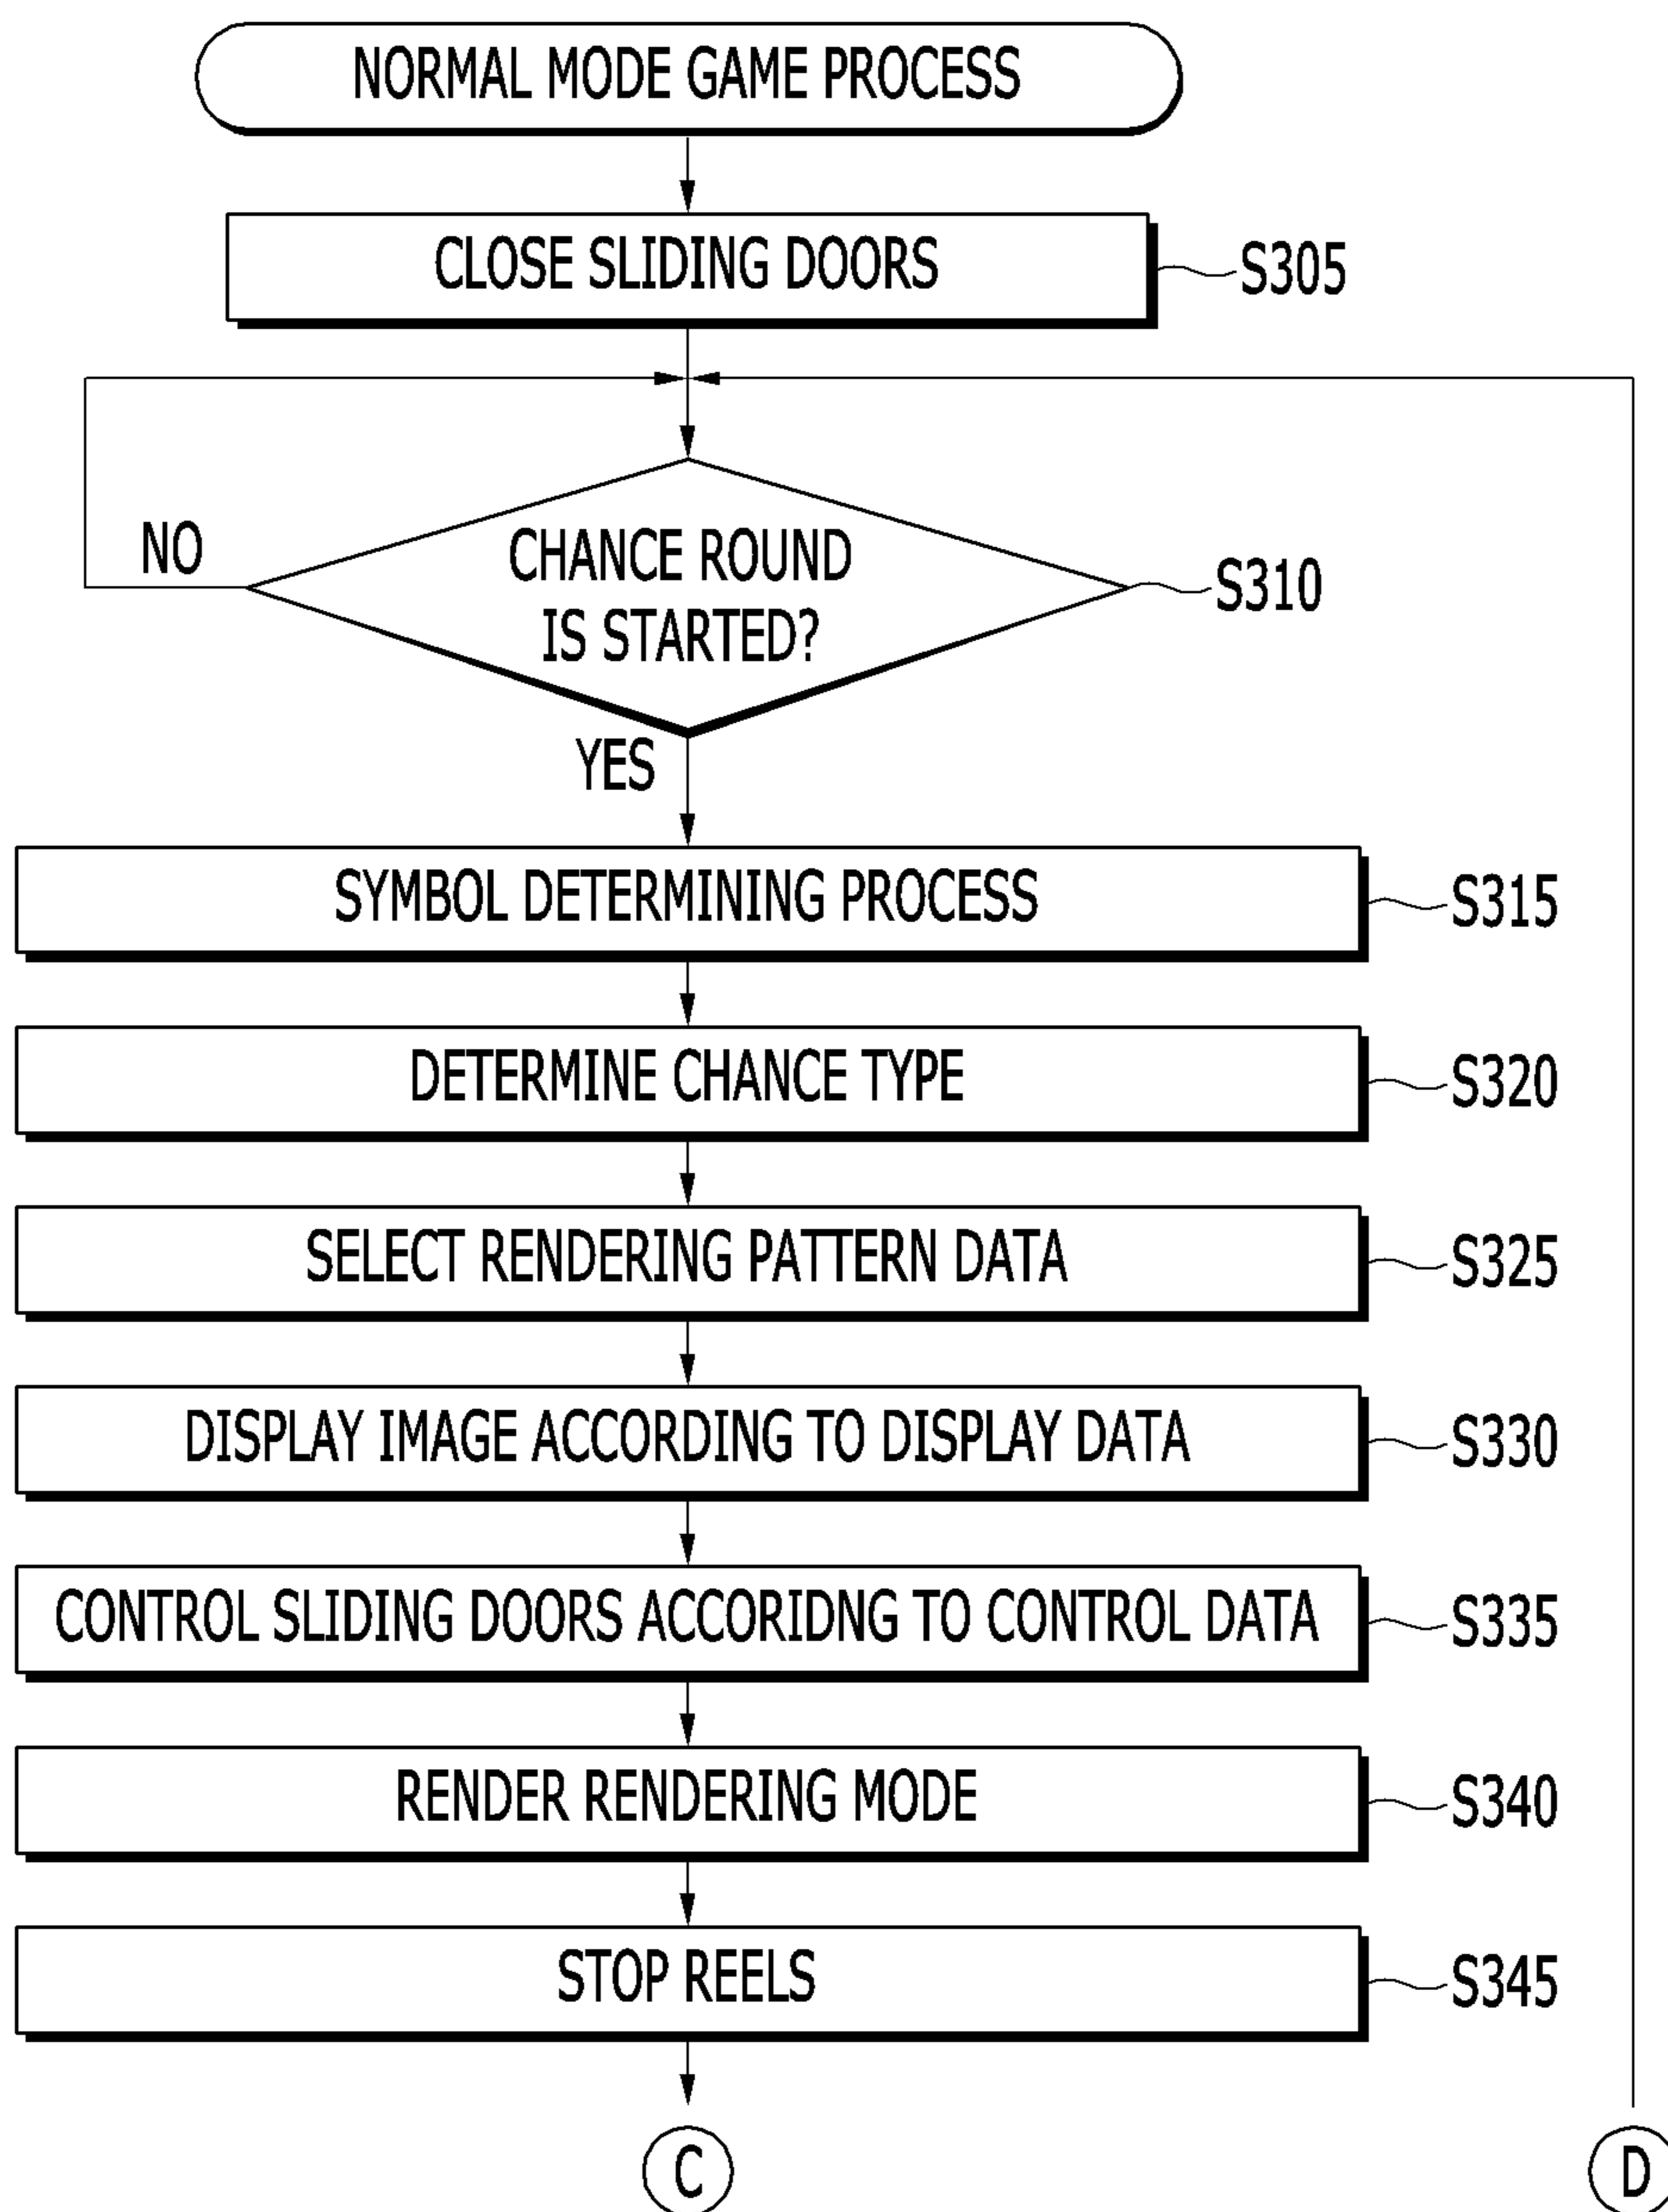 NORMAL MODE GAME PROCESS
CLOSE SLIDING DOORS
S305
NO
CHANCE ROUND
IS STARTED?
S310
YES
SYMBOL DETERMINING PROCESS
S315
DETERMINE CHANCE TYPE
S320
SELECT RENDERING PATTERN DATA
S325
DISPLAY IMAGE ACCORDING TO DISPLAY DATA
S330
CONTROL SLIDING DOORS ACCORIDNG TO CONTROL DATA
S335
RENDER RENDERING MODE
S340
STOP REELS
S345
C
D